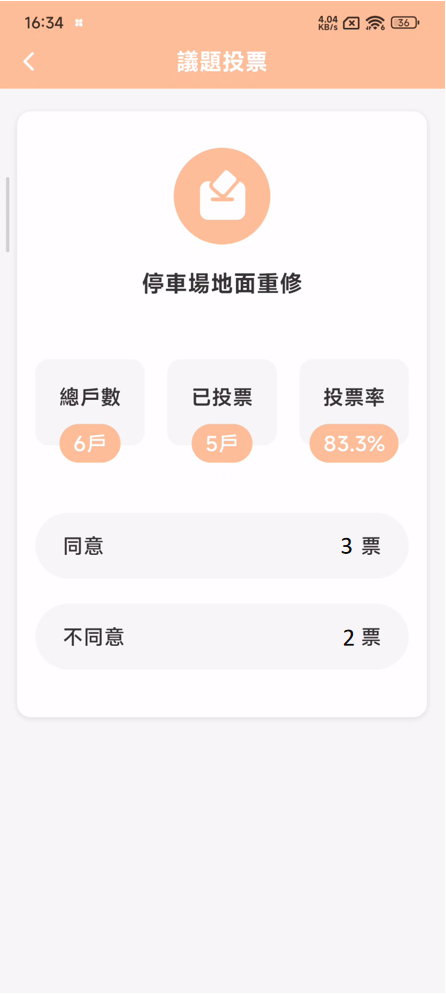 16:34
4.04
KB/s
6
36
議題投票
停車場地面重修
總戶數 已投票 投票率
6戶 5戶 83.3%
同意 3 票
不同意 2 票